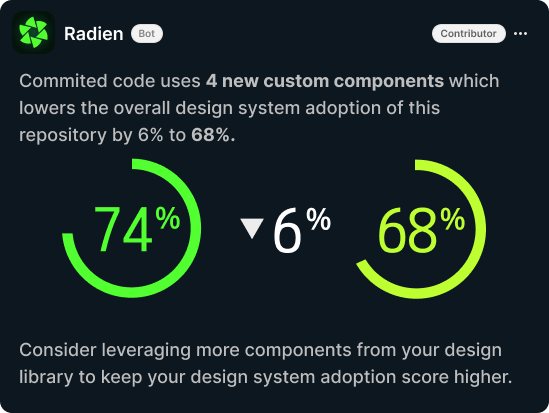 Radien Bot Contributor
Commited code uses 4 new custom components which
lowers the overall design system adoption of this
repository by 6% to 68%.
74% ▼6% 68%
Consider leveraging more components from your design
library to keep your design system adoption score higher.